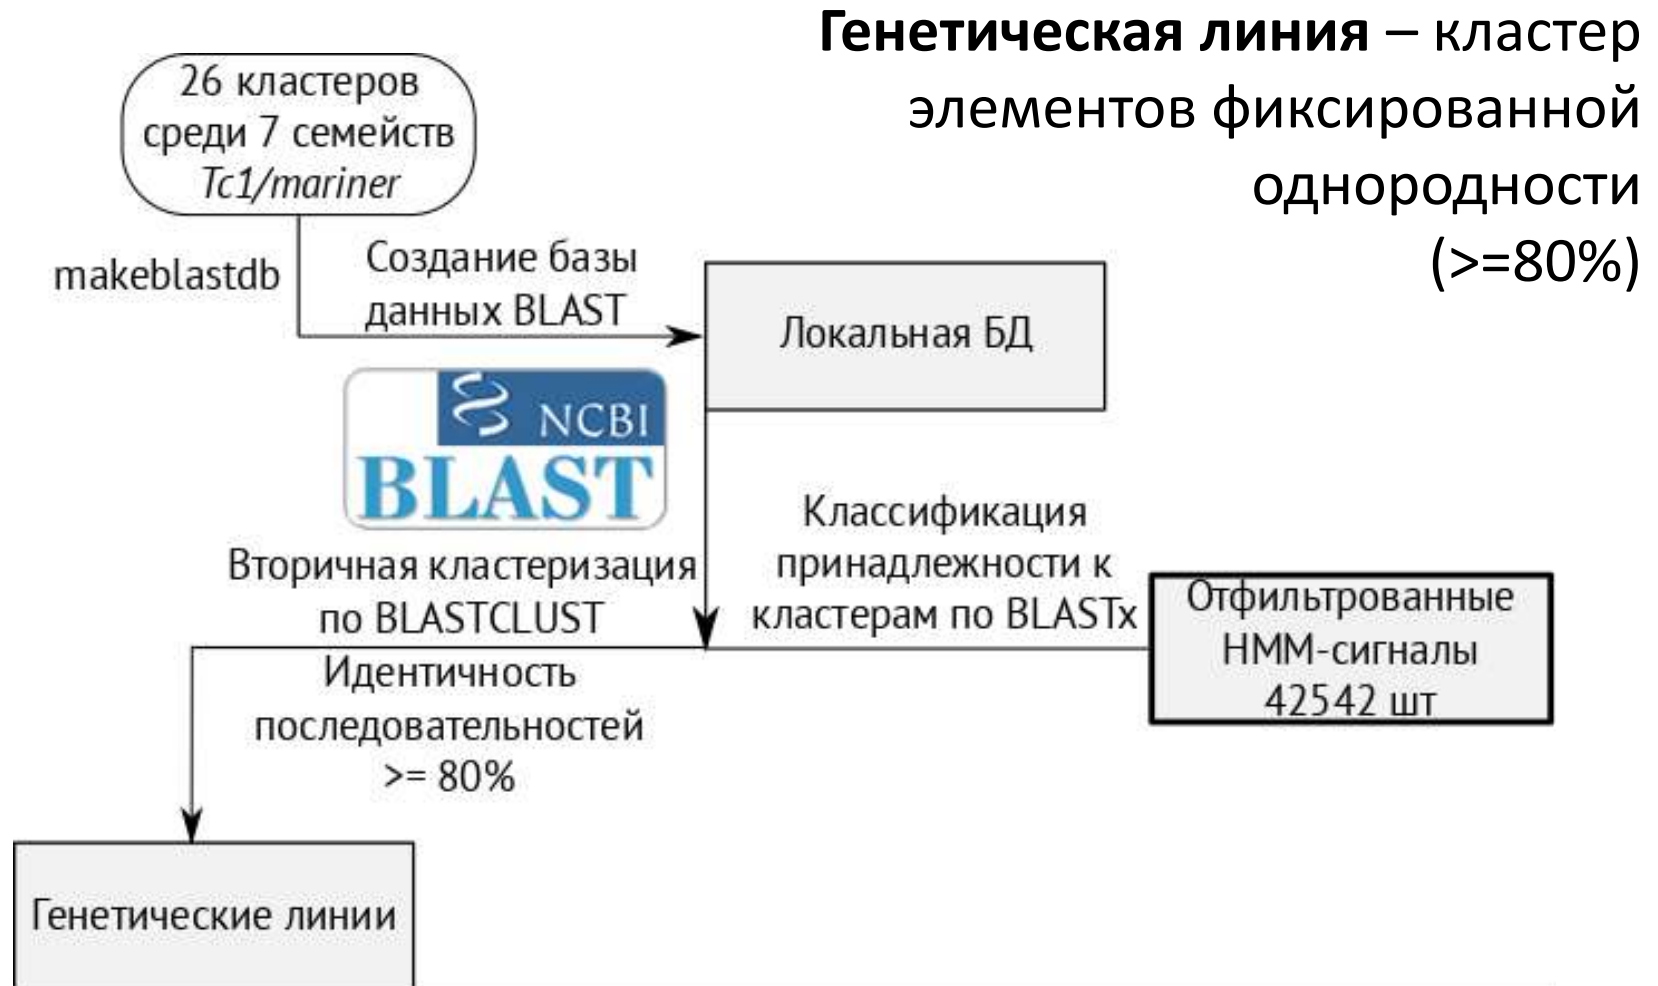 Генетическая линия – кластер
элементов фиксированной
однородности
(>=80%)
26 кластеров
среди 7 семейств
Tc1/mariner
makeblastdb
Создание базы
данных BLAST
Локальная БД
NCBI
BLAST
Классификация
принадлежности к
кластерам по BLASTx
Отфильтрованные
НММ-сигналы
42542 шт
Вторичная кластеризация
по BLASTCLUST
Идентичность
последовательностей
>= 80%
Генетические линии